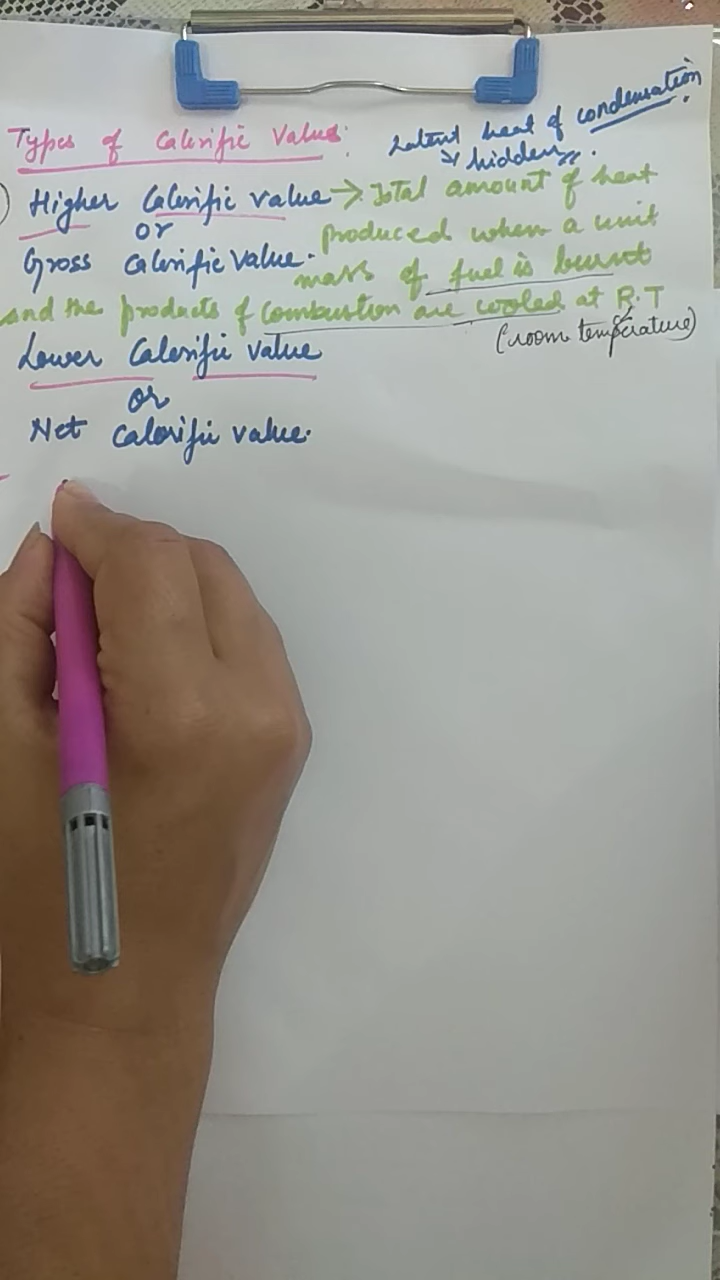 Types of Calorific Value:
Latent heat of condensation.
hidden
Higher Calorific value → Total amount of heat
or
produced when a unit
Gross Calorific Value.
mass of fuel is burnt
and the products of combustion are cooled at R.T
(room temperature)
Lower Calorific value
or
Net calorific value.